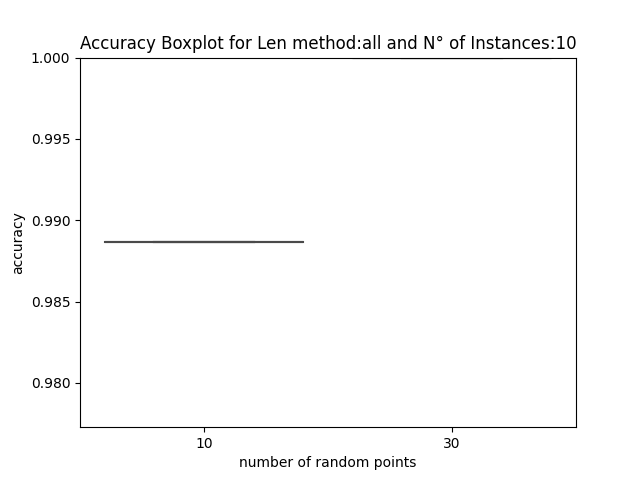 Accuracy Boxplot for Len method:all and N° of Instances:10
1.000
0.995
0.990
0.985
0.980
accuracy
10
30
number of random points